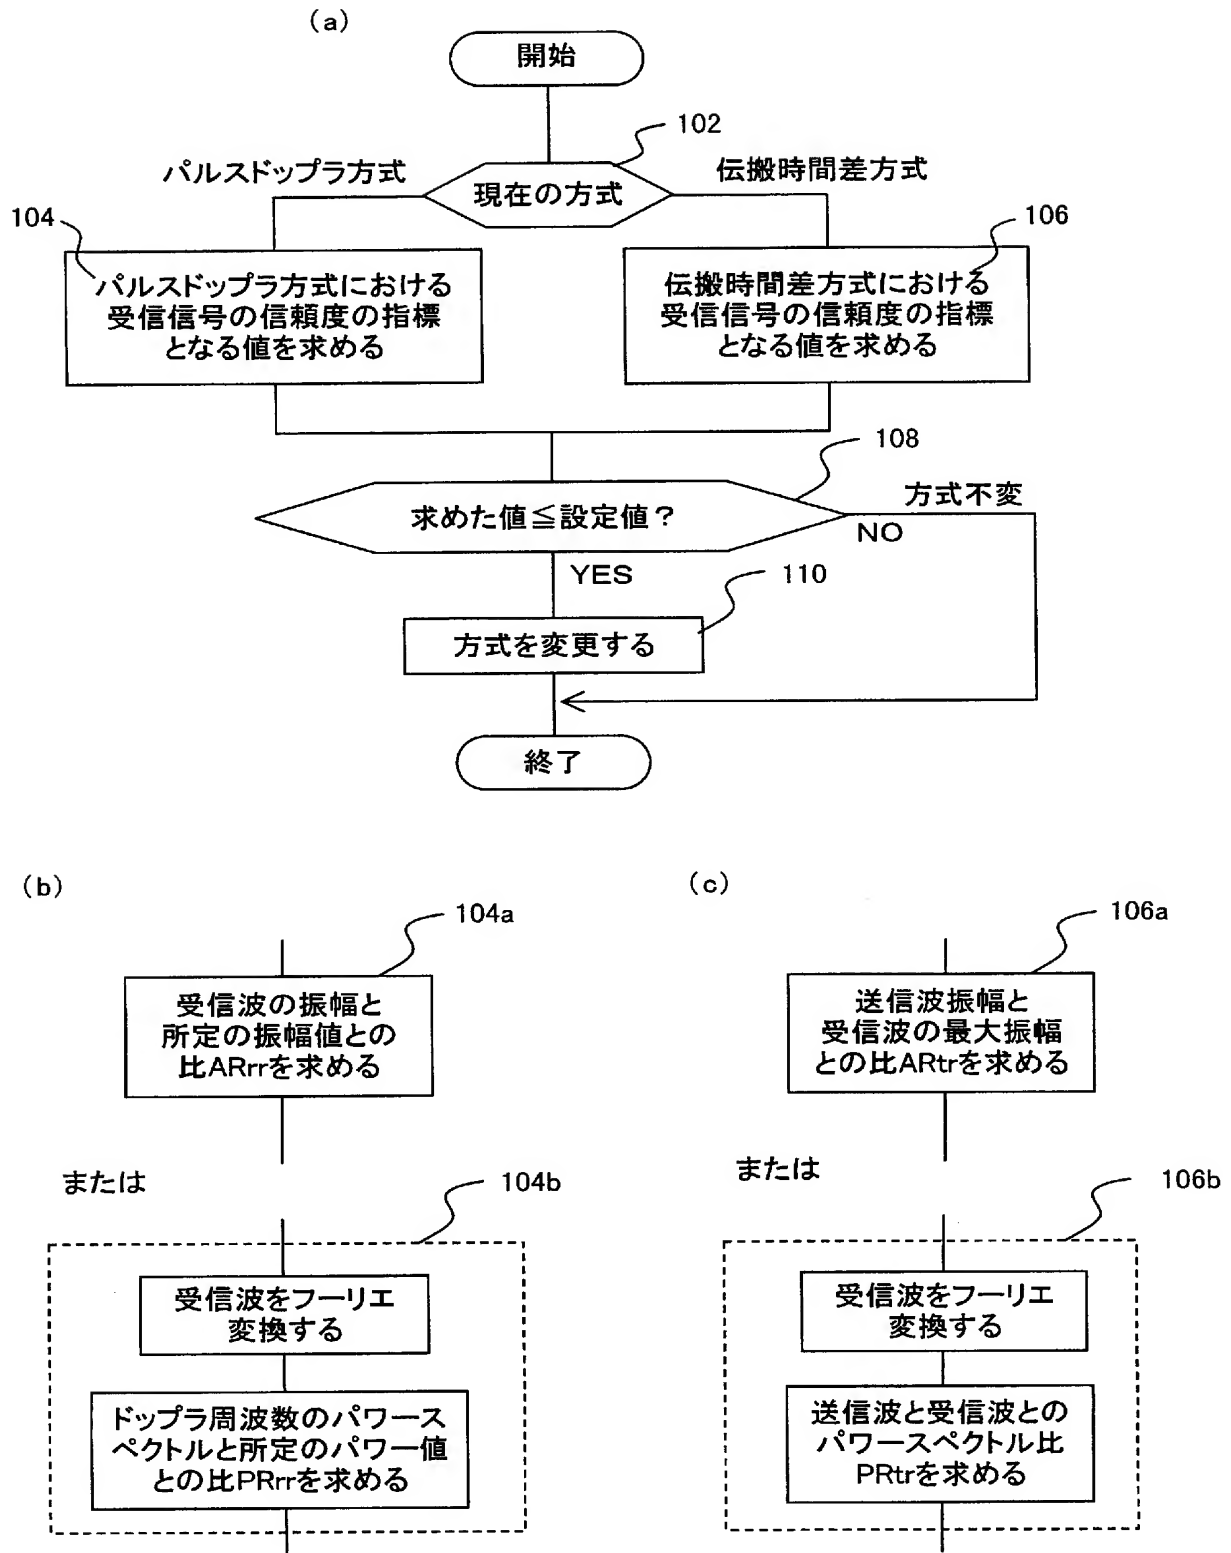 (a)
開始
102
パルスドップラ方式
伝搬時間差方式
現在の方式
104
106
パルスドップラ方式における
受信信号の信頼度の指標
となる値を求める
伝搬時間差方式における
受信信号の信頼度の指標
となる値を求める
108
方式不変
求めた値≦設定値？
NO
YES
110
方式を変更する
終了
(b)
104a
受信波の振幅と
所定の振幅値との
比ARrrを求める
または
104b
受信波をフーリエ
変換する
ドップラ周波数のパワース
ペクトルと所定のパワー値
との比PRrrを求める
(c)
106a
送信波振幅と
受信波の最大振幅
との比ARtrを求める
または
106b
受信波をフーリエ
変換する
送信波と受信波との
パワースペクトル比
PRtrを求める